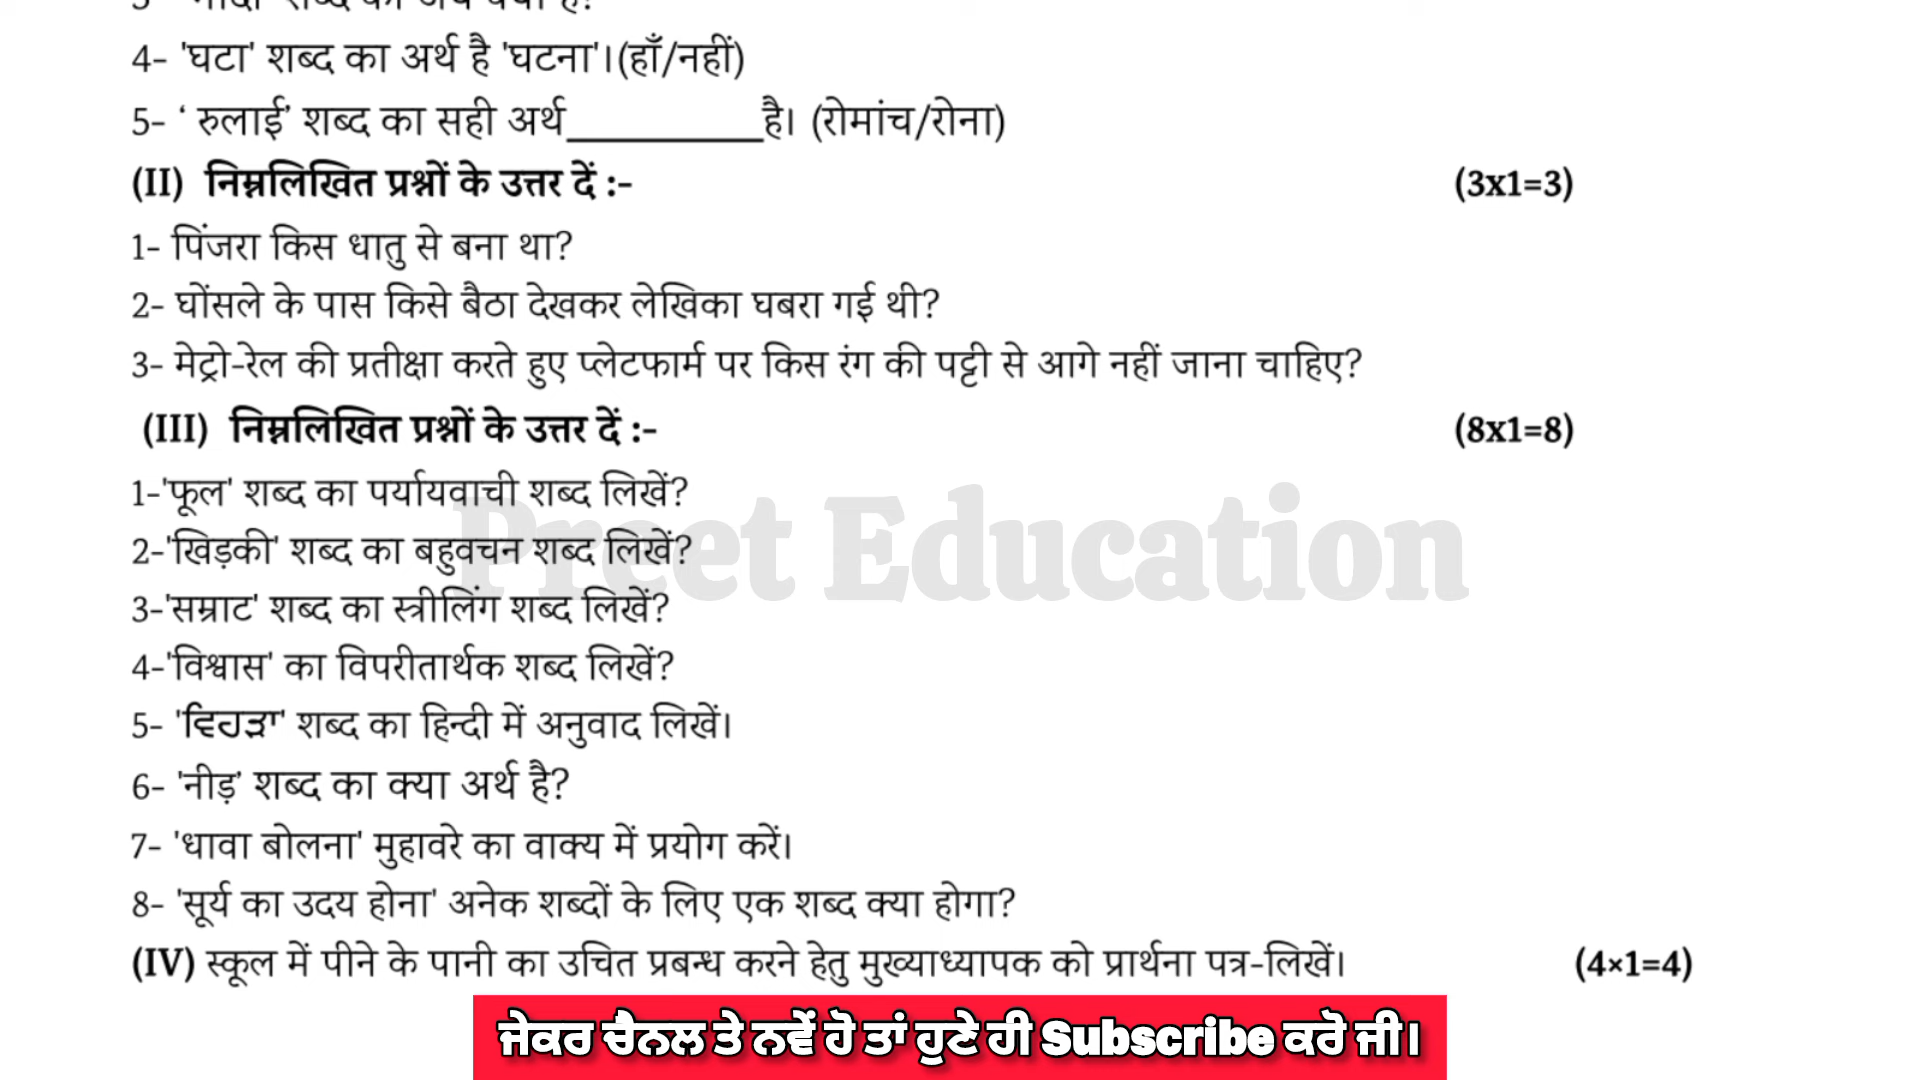 4- 'घटा' शब्द का अर्थ है 'घटना'।(हाँ/नहीं)
5- ‘ रुलाई’ शब्द का सही अर्थ__________है। (रोमांच/रोना)
(II) निम्नलिखित प्रश्नों के उत्तर दें :- (3x1=3)
1- पिंजरा किस धातु से बना था?
2- घोंसले के पास किसे बैठा देखकर लेखिका घबरा गई थी?
3- मेट्रो-रेल की प्रतीक्षा करते हुए प्लेटफार्म पर किस रंग की पट्टी से आगे नहीं जाना चाहिए?
(III) निम्नलिखित प्रश्नों के उत्तर दें :- (8x1=8)
1-'फूल' शब्द का पर्यायवाची शब्द लिखें?
Preet Education
2-'खिड़की' शब्द का बहुवचन शब्द लिखें?
3-'सम्राट' शब्द का स्त्रीलिंग शब्द लिखें?
4-'विश्वास' का विपरीतार्थक शब्द लिखें?
5- 'ਵਿਹੜਾ' शब्द का हिन्दी में अनुवाद लिखें।
6- 'नीड़' शब्द का क्या अर्थ है?
7- 'धावा बोलना' मुहावरे का वाक्य में प्रयोग करें।
8- 'सूर्य का उदय होना' अनेक शब्दों के लिए एक शब्द क्या होगा?
(IV) स्कूल में पीने के पानी का उचित प्रबन्ध करने हेतु मुख्याध्यापक को प्रार्थना पत्र-लिखें। (4×1=4)
ਜੇਕਰ ਚੈਨਲ ਤੇ ਨਵੇਂ ਹੋ ਤਾਂ ਹੁਣੇ ਹੀ Subscribe ਕਰੋ ਜੀ।